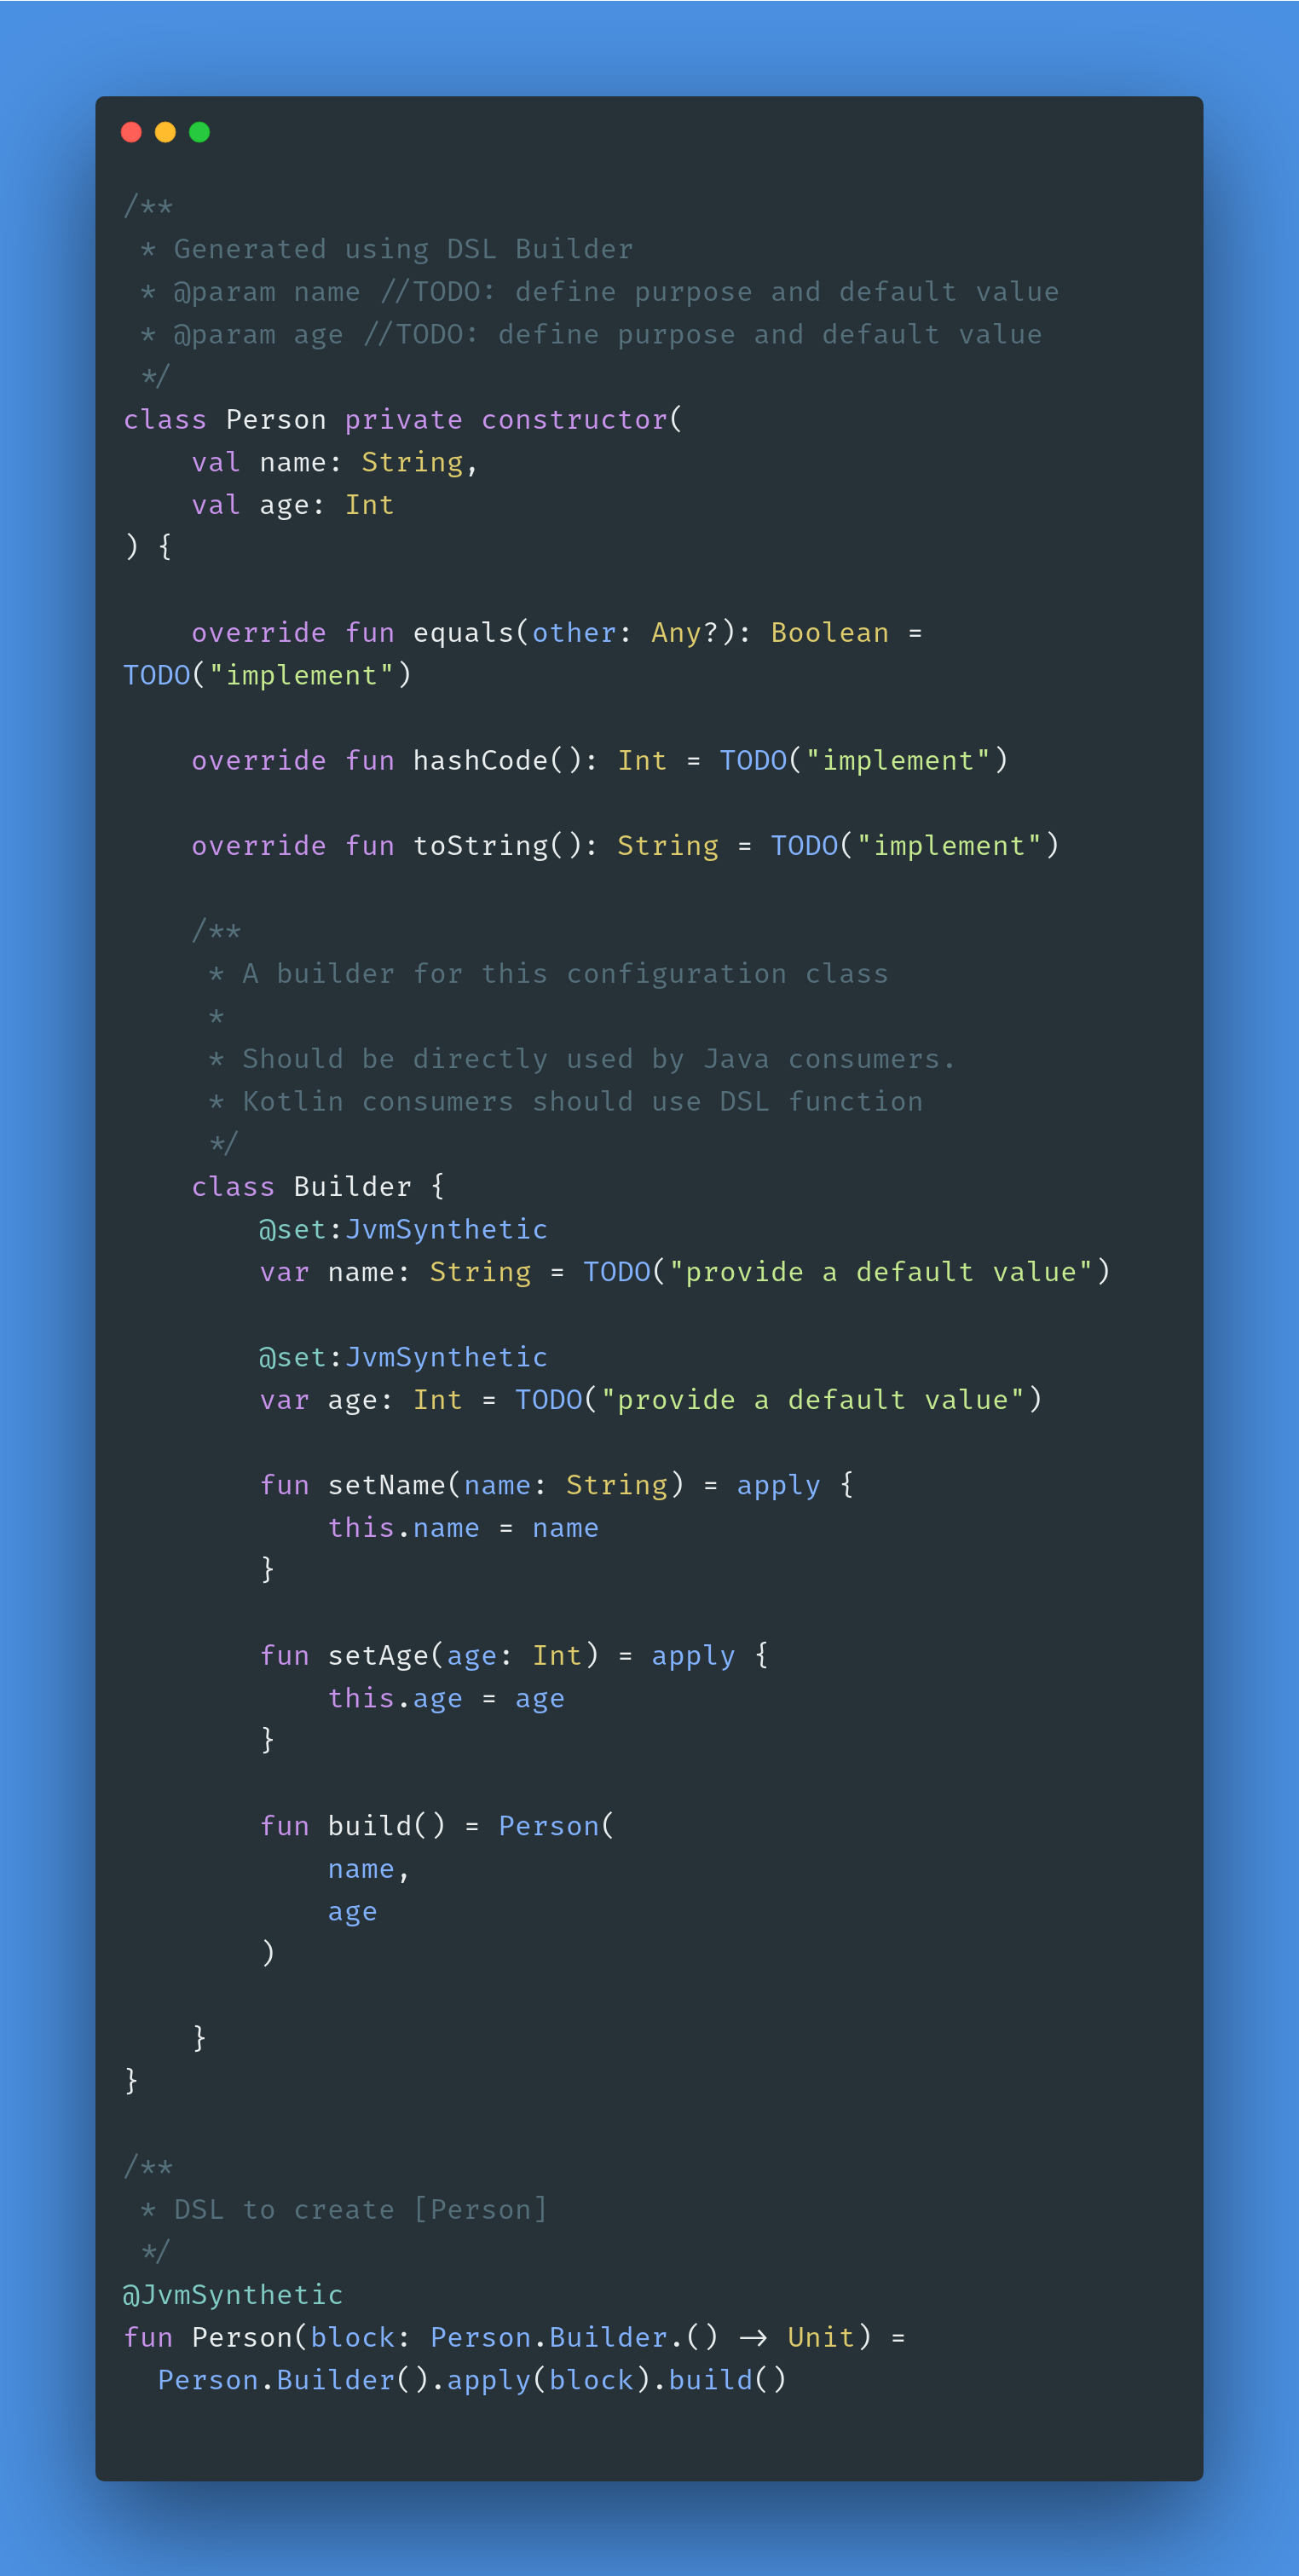 /**
 * Generated using DSL Builder
 * @param name //TODO: define purpose and default value
 * @param age //TODO: define purpose and default value
 */
class Person private constructor(
    val name: String,
    val age: Int
) {

    override fun equals(other: Any?): Boolean =
TODO("implement")

    override fun hashCode(): Int = TODO("implement")

    override fun toString(): String = TODO("implement")

    /**
     * A builder for this configuration class
     *
     * Should be directly used by Java consumers.
     * Kotlin consumers should use DSL function
     */
    class Builder {
        @set:JvmSynthetic
        var name: String = TODO("provide a default value")

        @set:JvmSynthetic
        var age: Int = TODO("provide a default value")

        fun setName(name: String) = apply {
            this.name = name
        }

        fun setAge(age: Int) = apply {
            this.age = age
        }

        fun build() = Person(
            name,
            age
        )

    }
}

/**
 * DSL to create [Person]
 */
@JvmSynthetic
fun Person(block: Person.Builder.() -> Unit) =
  Person.Builder().apply(block).build()